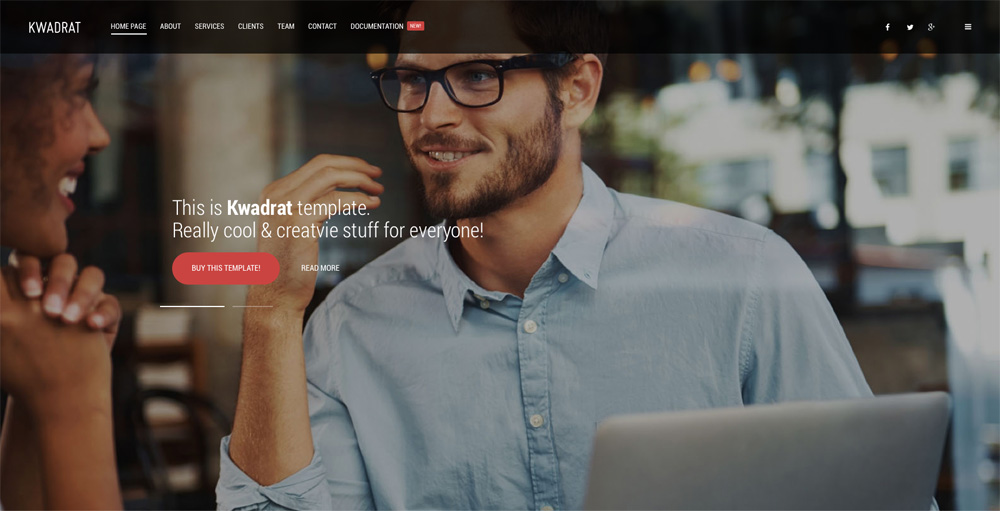 KWADRAT HOME PAGE ABOUT SERVICES CLIENTS TEAM CONTACT DOCUMENTATION NEW!
This is Kwadrat template.
Really cool & creatvie stuff for everyone!
BUY THIS TEMPLATE! READ MORE